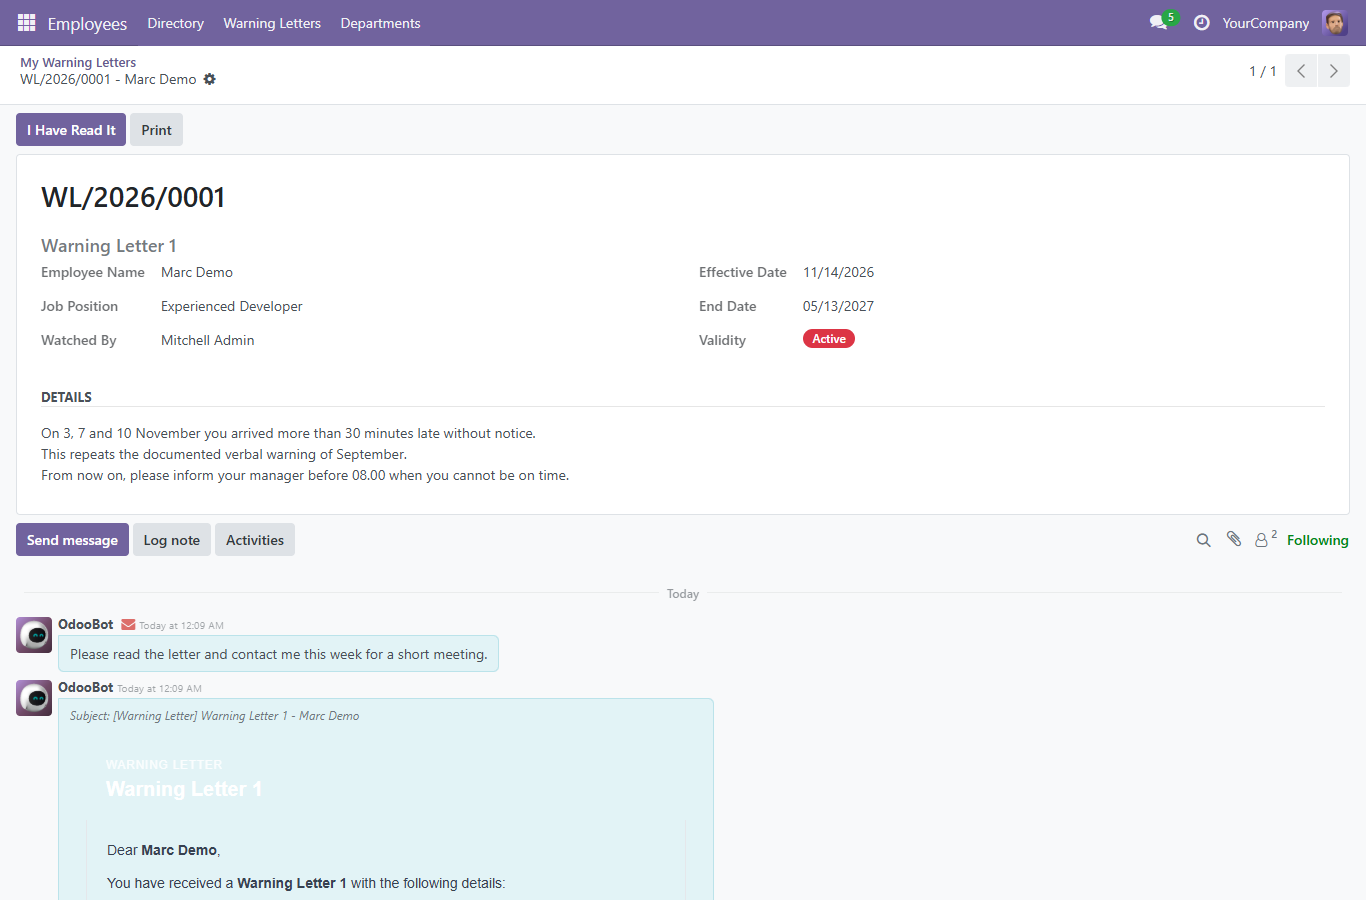 Employees Directory Warning Letters Departments 5 YourCompany
My Warning Letters
WL/2026/0001 - Marc Demo 1 / 1
I Have Read It Print
WL/2026/0001
Warning Letter 1
Employee Name Marc Demo Effective Date 11/14/2026
Job Position Experienced Developer End Date 05/13/2027
Watched By Mitchell Admin Validity Active
DETAILS
On 3, 7 and 10 November you arrived more than 30 minutes late without notice.
This repeats the documented verbal warning of September.
From now on, please inform your manager before 08.00 when you cannot be on time.
Send message Log note Activities 2 Following
Today
OdooBot Today at 12:09 AM
Please read the letter and contact me this week for a short meeting.
OdooBot Today at 12:09 AM
Subject: [Warning Letter] Warning Letter 1 - Marc Demo
WARNING LETTER
Warning Letter 1
Dear Marc Demo,
You have received a Warning Letter 1 with the following details: